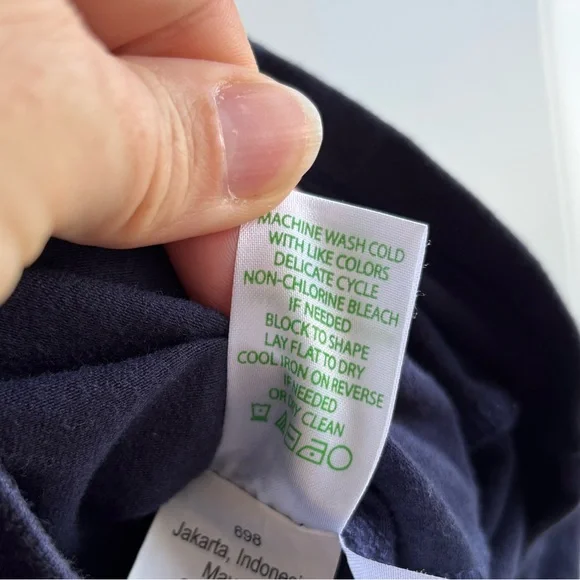 MACHINE WASH COLD
WITH LIKE COLORS
DELICATE CYCLE
NON-CHLORINE BLEACH
IF NEEDED
BLOCK TO SHAPE
LAY FLAT TO DRY
COOL IRON ON REVERSE
IF NEEDED
OR DRY CLEAN
698
Jakarta,